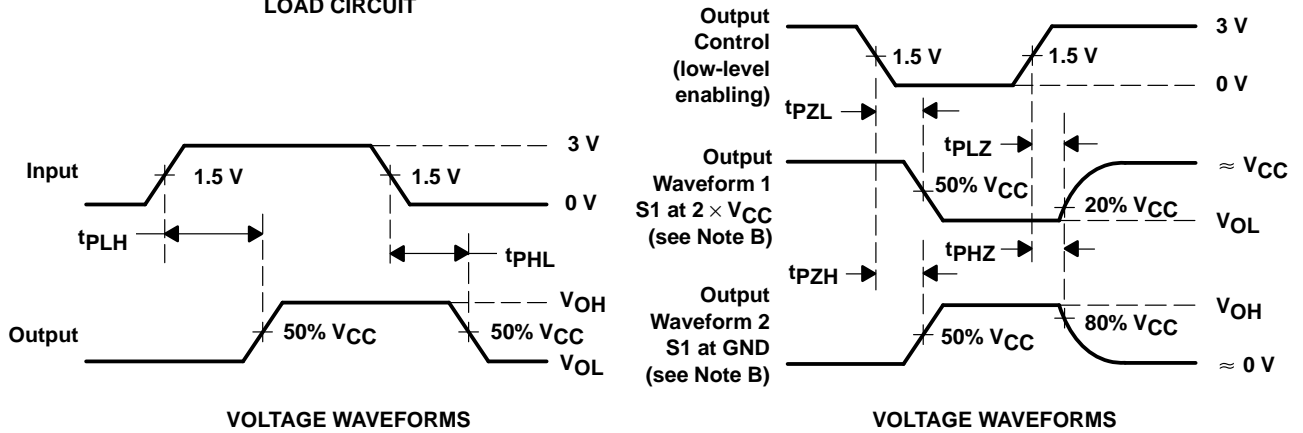 LOAD CIRCUIT
Input
1.5 V
1.5 V
3 V
0 V
tPLH
tPHL
Output
50% VCC
50% VCC
VOH
VOL
VOLTAGE WAVEFORMS
Output
Control
(low-level
enabling)
1.5 V
1.5 V
3 V
0 V
tPZL
tPLZ
Output
Waveform 1
S1 at 2 × VCC
(see Note B)
50% VCC
20% VCC
≈ VCC
VOL
tPZH
tPHZ
Output
Waveform 2
S1 at GND
(see Note B)
50% VCC
80% VCC
VOH
≈ 0 V
VOLTAGE WAVEFORMS